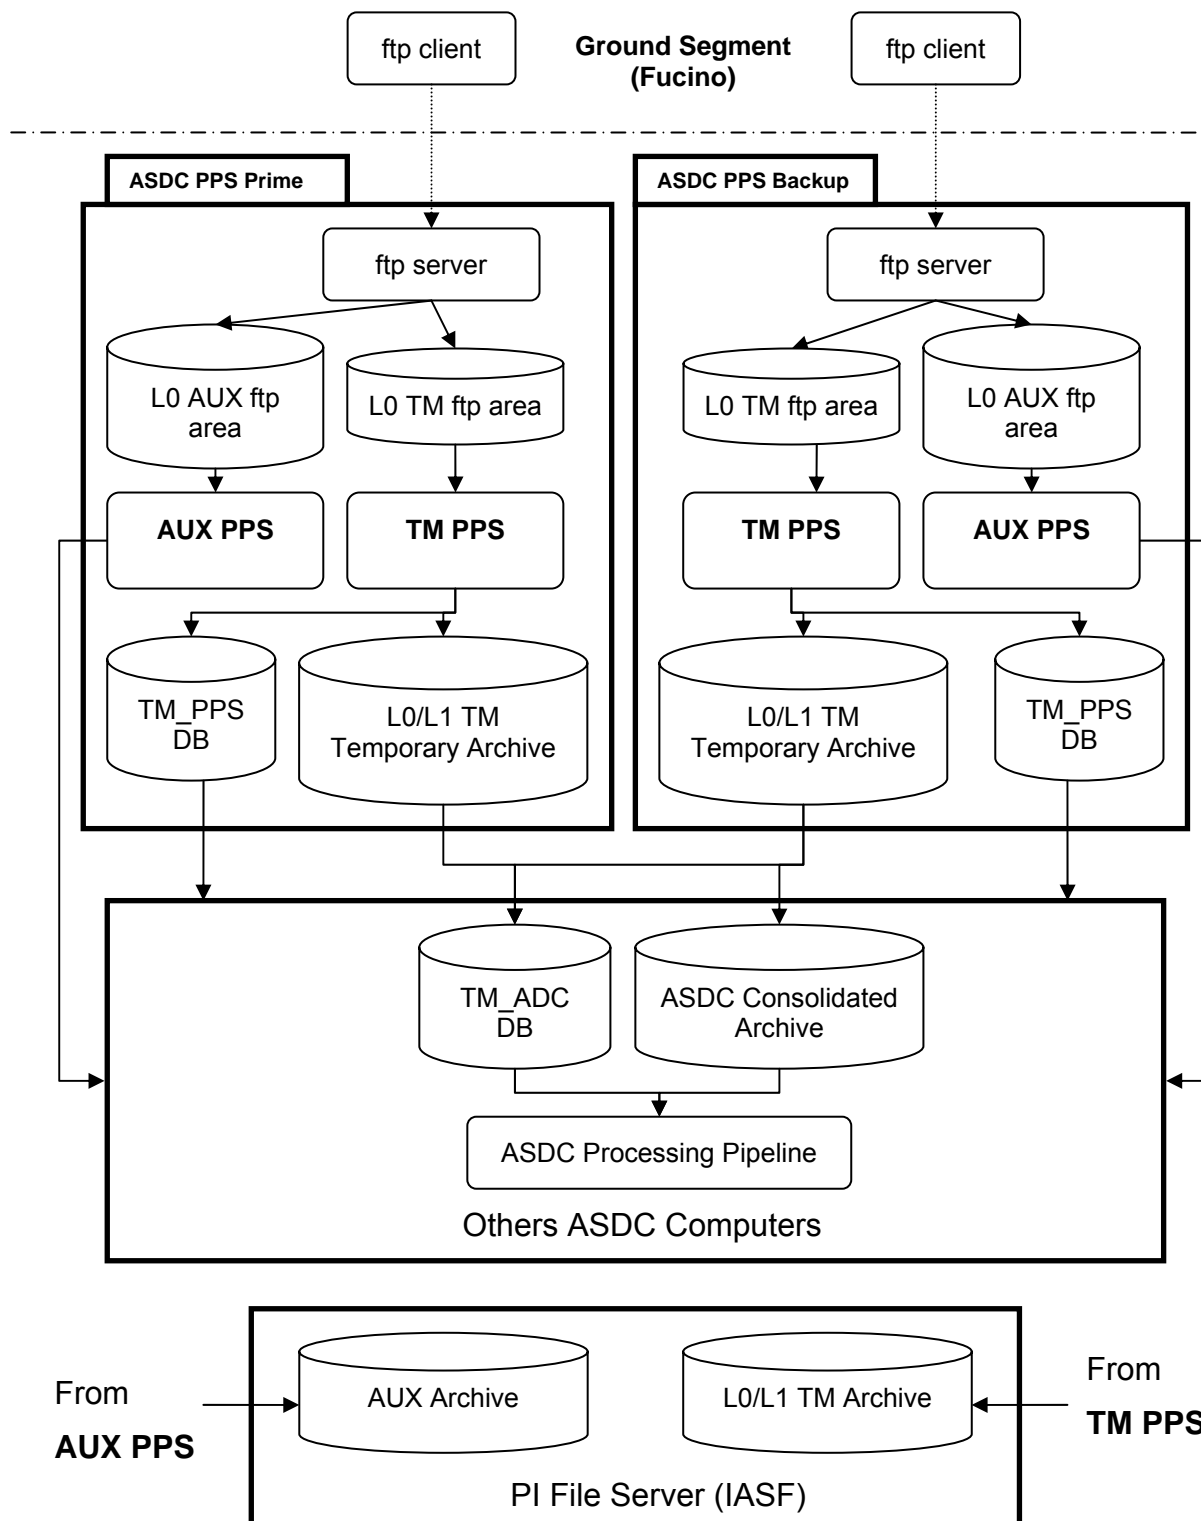 ftp client
Ground Segment
(Fucino)
ftp client
ASDC PPS Prime
ASDC PPS Backup
ftp server
ftp server
L0 AUX ftp
area
L0 TM ftp area
L0 TM ftp area
L0 AUX ftp
area
AUX PPS
TM PPS
TM PPS
AUX PPS
TM_PPS
DB
L0/L1 TM
Temporary Archive
L0/L1 TM
Temporary Archive
TM_PPS
DB
TM_ADC
DB
ASDC Consolidated
Archive
ASDC Processing Pipeline
Others ASDC Computers
From
AUX PPS
AUX Archive
L0/L1 TM Archive
From
TM PPS
PI File Server (IASF)